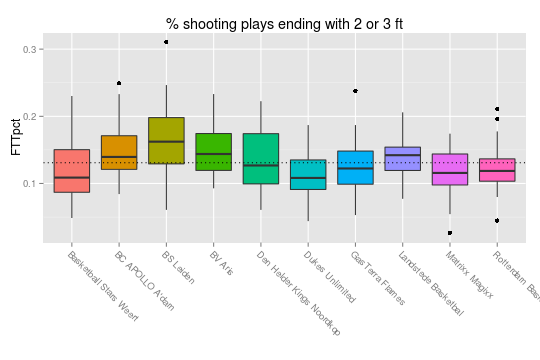 % shooting plays ending with 2 or 3 ft
FTTpct
0.3
0.2
0.1
Basketball Stars Weert
BC APOLLO A'dam
BS Leiden
BV Aris
Den Helder Kings Noordkop
Dukes Unlimited
GasTerra Flames
Landstede Basketbal
Matrixx Magixx
Rotterdam Bas